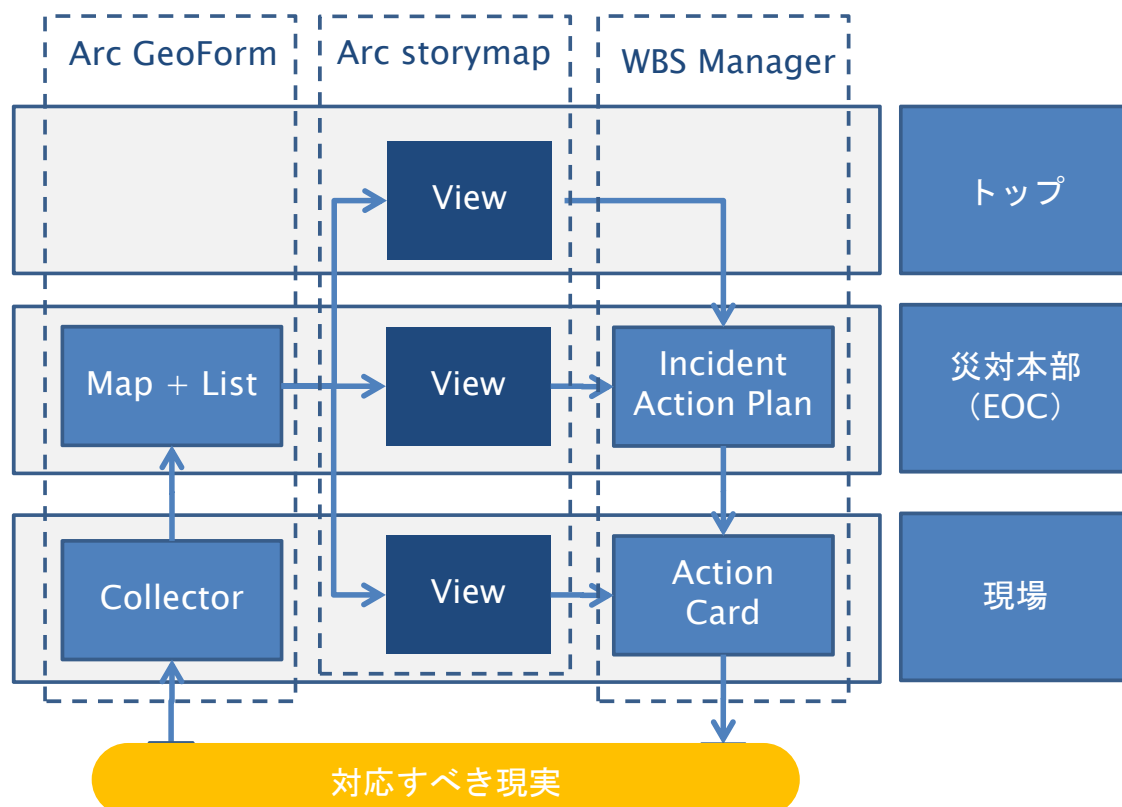 Arc GeoForm
Arc storymap
WBS Manager
View
トップ
Map + List
View
Incident
Action Plan
災対本部
（EOC）
Collector
View
Action
Card
現場
対応すべき現実